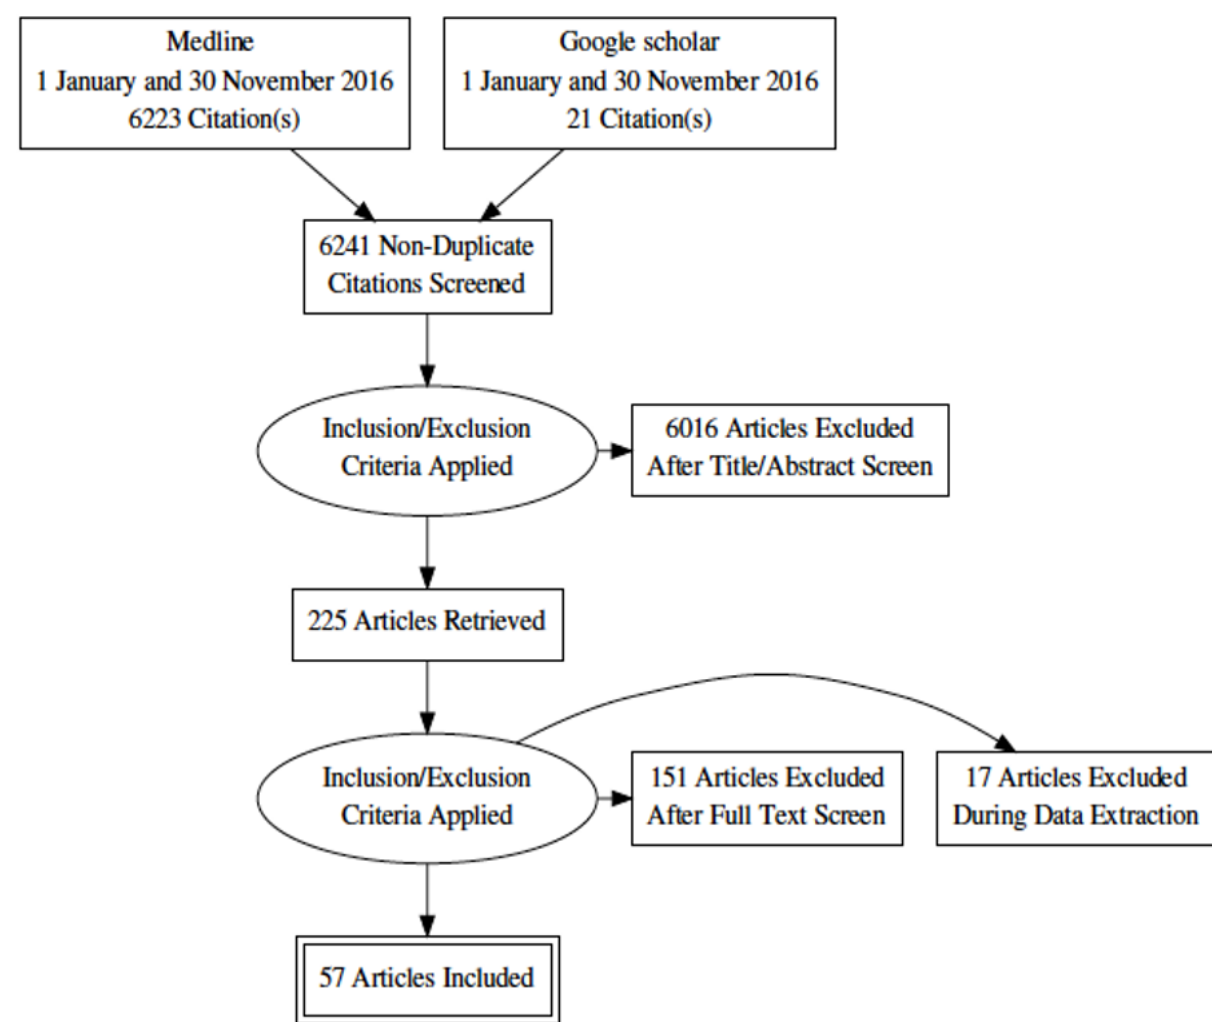 Medline
1 January and 30 November 2016
6223 Citation(s)
Google scholar
1 January and 30 November 2016
21 Citation(s)
6241 Non-Duplicate
Citations Screened
Inclusion/Exclusion
Criteria Applied
6016 Articles Excluded
After Title/Abstract Screen
225 Articles Retrieved
Inclusion/Exclusion
Criteria Applied
151 Articles Excluded
After Full Text Screen
17 Articles Excluded
During Data Extraction
57 Articles Included